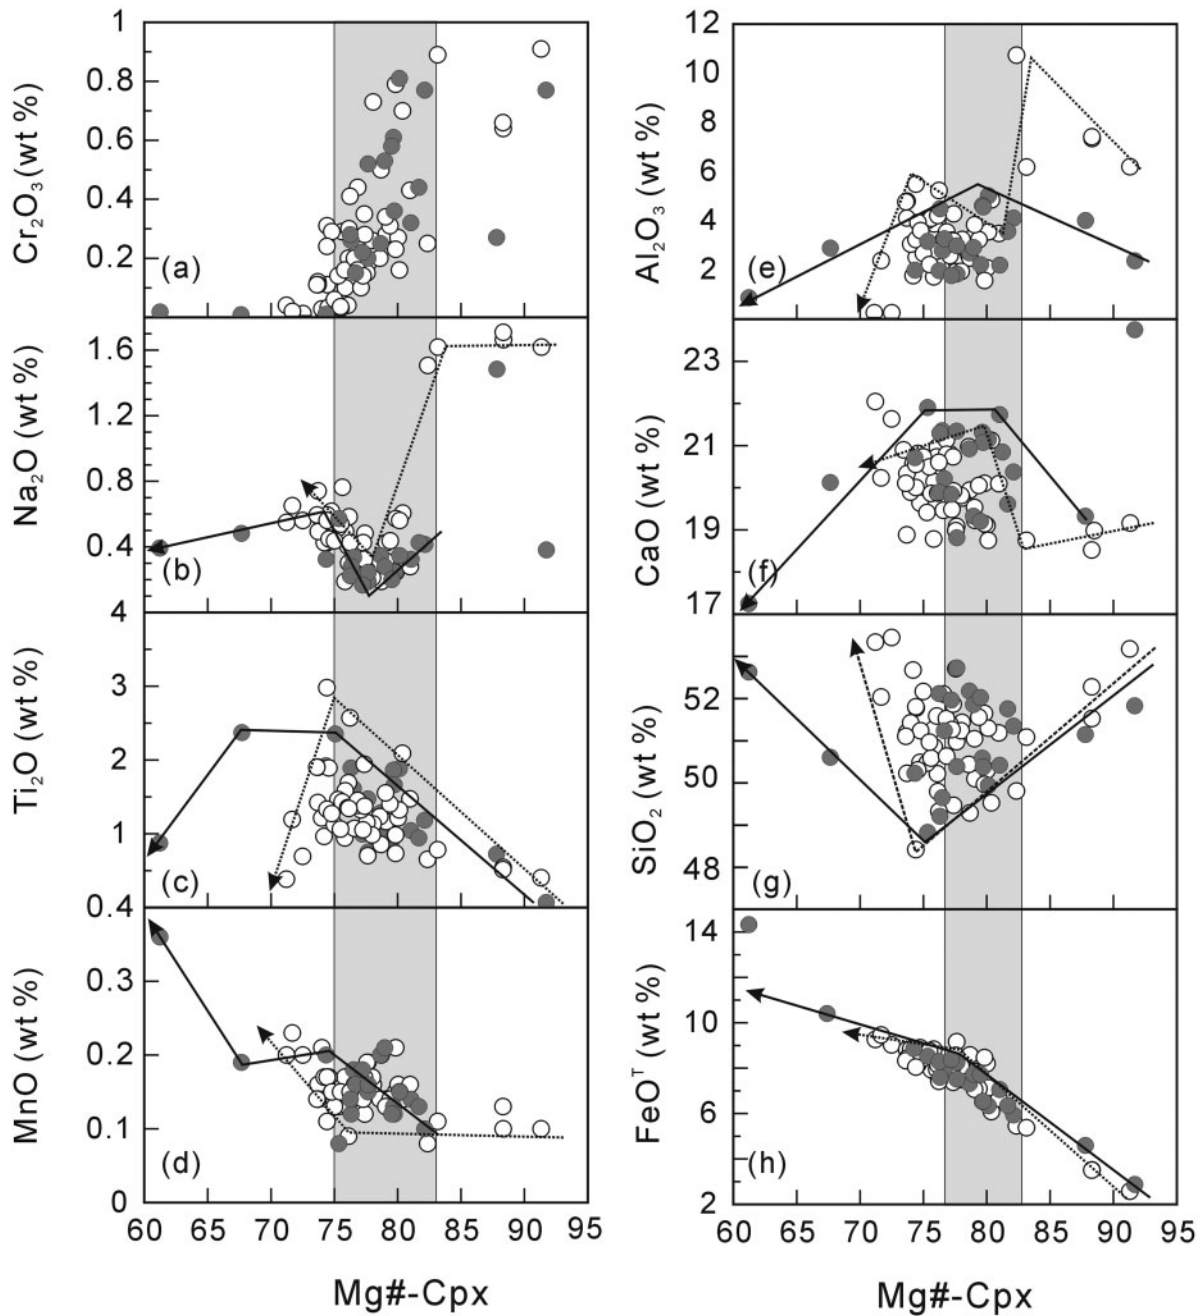 Cr₂O₃ (wt %)
1
0.8
0.6
0.4
0.2
(a)
Na₂O (wt %)
1.6
1.2
0.8
0.4
(b)
Ti₂O (wt %)
4
3
2
1
0.4
(c)
MnO (wt %)
0.3
0.2
0.1
0
(d)
60 65 70 75 80 85 90 95
Mg#-Cpx
Al₂O₃ (wt %)
12
10
8
6
4
2
(e)
CaO (wt %)
23
21
19
17
(f)
SiO₂ (wt %)
52
50
48
(g)
FeOᵀ (wt %)
14
10
6
2
(h)
60 65 70 75 80 85 90 95
Mg#-Cpx